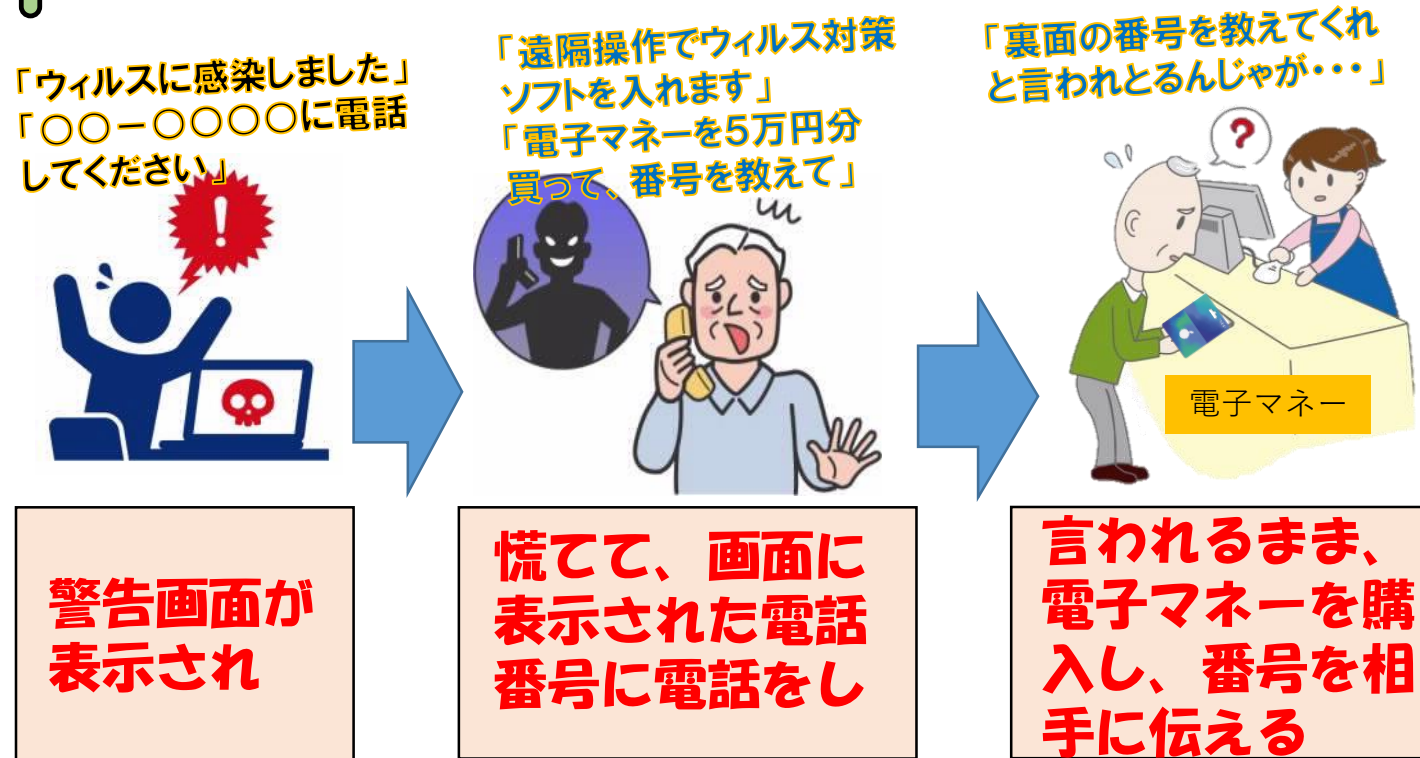 「ウィルスに感染しました」
「○○－○○○○に電話
してください」
「遠隔操作でウィルス対策
ソフトを入れます」
「電子マネーを５万円分
買って、番号を教えて」
「裏面の番号を教えてくれ
と言われとるんじゃが・・・」
!
?
電子マネー
警告画面が
表示され
慌てて、画面に
表示された電話
番号に電話をし
言われるまま、
電子マネーを購
入し、番号を相
手に伝える